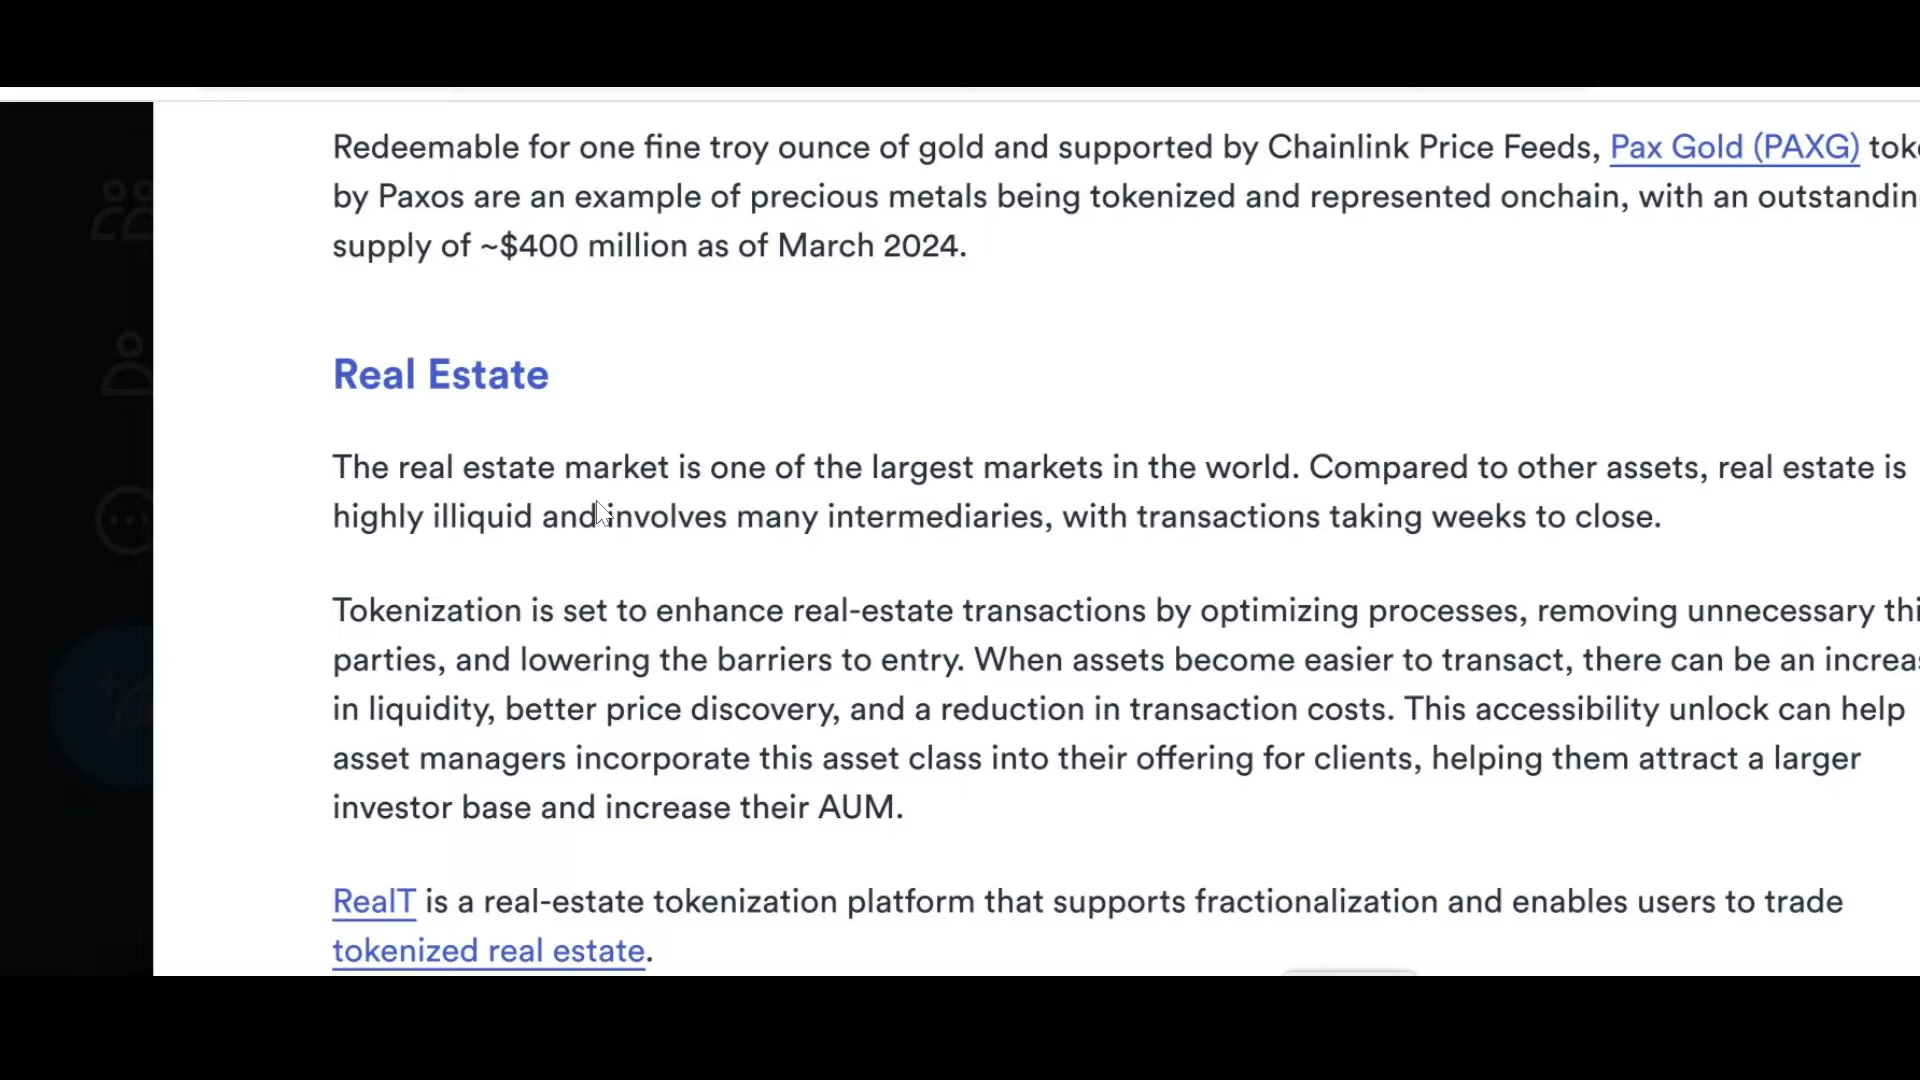 Redeemable for one fine troy ounce of gold and supported by Chainlink Price Feeds, Pax Gold (PAXG)
by Paxos are an example of precious metals being tokenized and represented onchain, with an
supply of ~$400 million as of March 2024.
Real Estate
The real estate market is one of the largest markets in the world. Compared to other assets, real estate is
highly illiquid and involves many intermediaries, with transactions taking weeks to close.
Tokenization is set to enhance real-estate transactions by optimizing processes, removing unnecessary
parties, and lowering the barriers to entry. When assets become easier to transact, there can be an
in liquidity, better price discovery, and a reduction in transaction costs. This accessibility unlock can help
asset managers incorporate this asset class into their offering for clients, helping them attract a larger
investor base and increase their AUM.
RealT is a real-estate tokenization platform that supports fractionalization and enables users to trade
tokenized real estate.